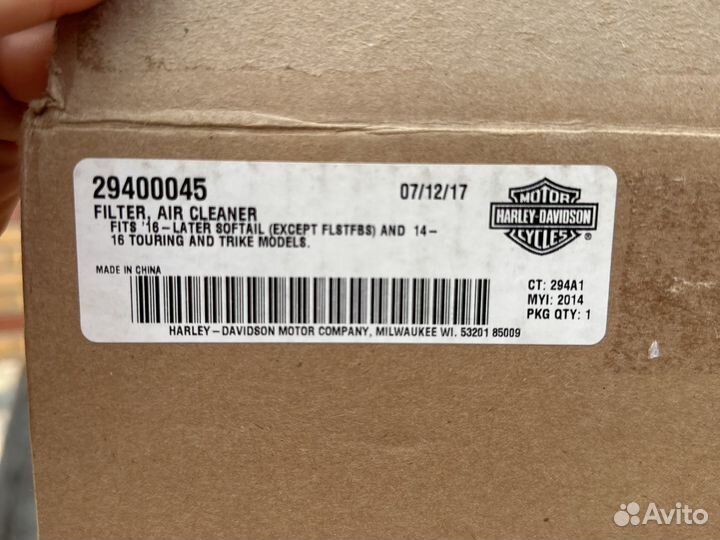 29400045 07/12/17
FILTER, AIR CLEANER
FITS '16-LATER SOFTAIL (EXCEPT FLSTFBS) AND 14-
16 TOURING AND TRIKE MODELS.
MADE IN CHINA
HARLEY-DAVIDSON MOTOR COMPANY, MILWAUKEE WI. 53201 85009
MOTOR
HARLEY-DAVIDSON
CYCLES
®
CT: 294A1
MYI: 2014
PKG QTY: 1
Avito